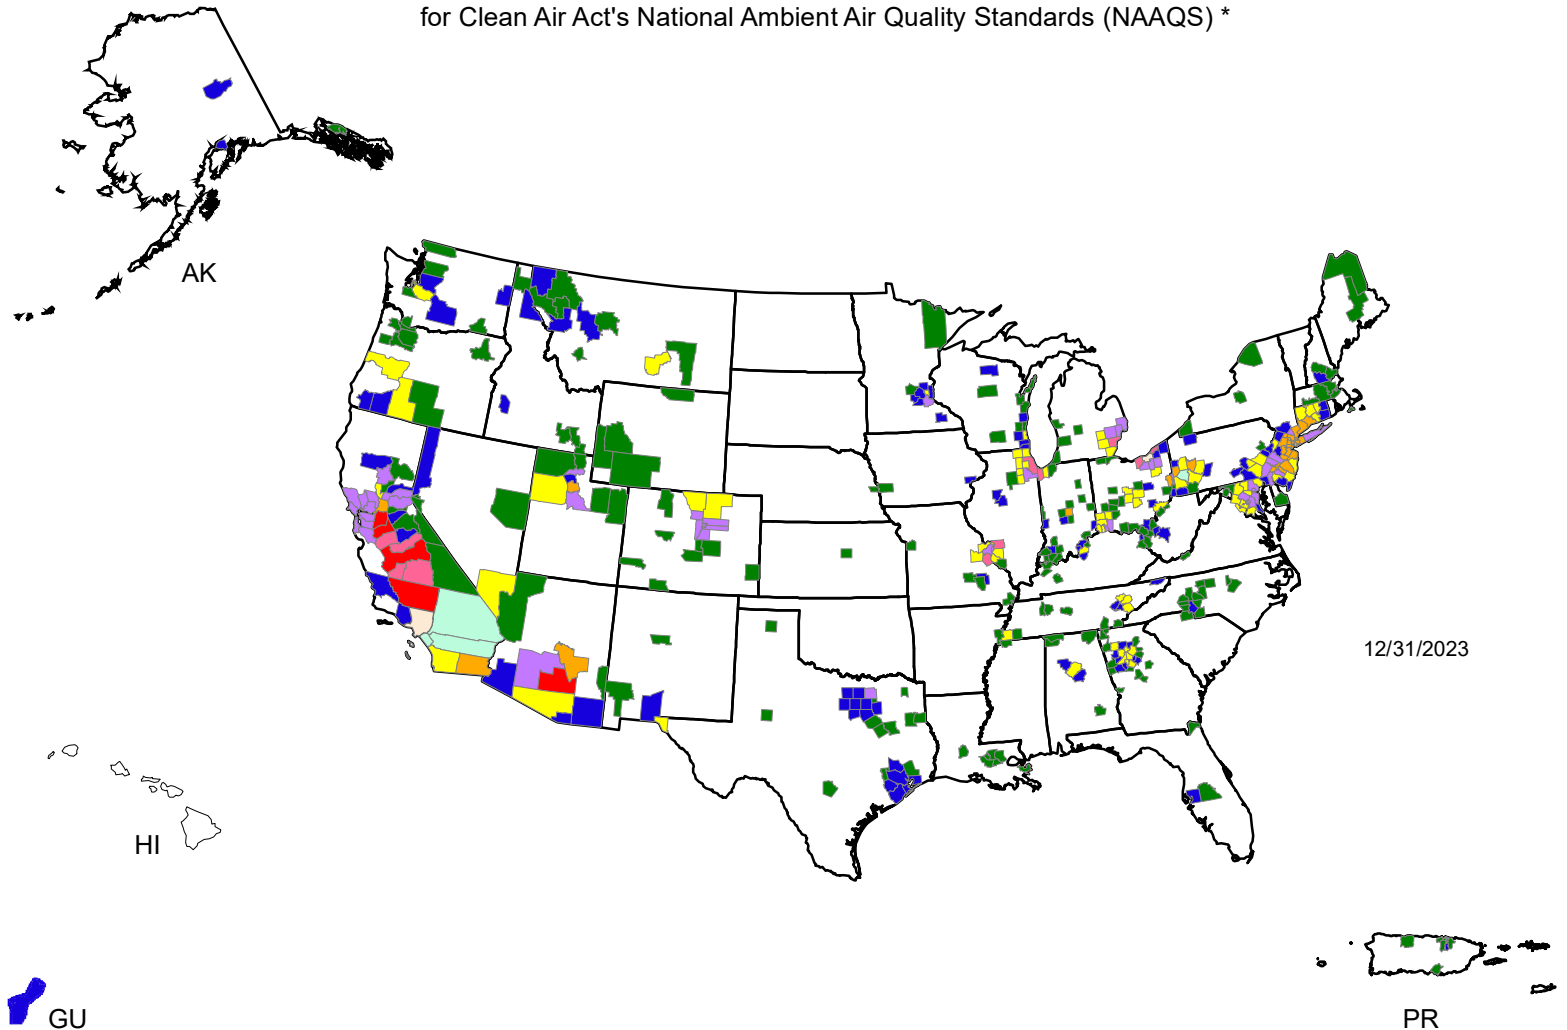 for Clean Air Act's National Ambient Air Quality Standards (NAAQS) *
AK
12/31/2023
HI
GU
PR